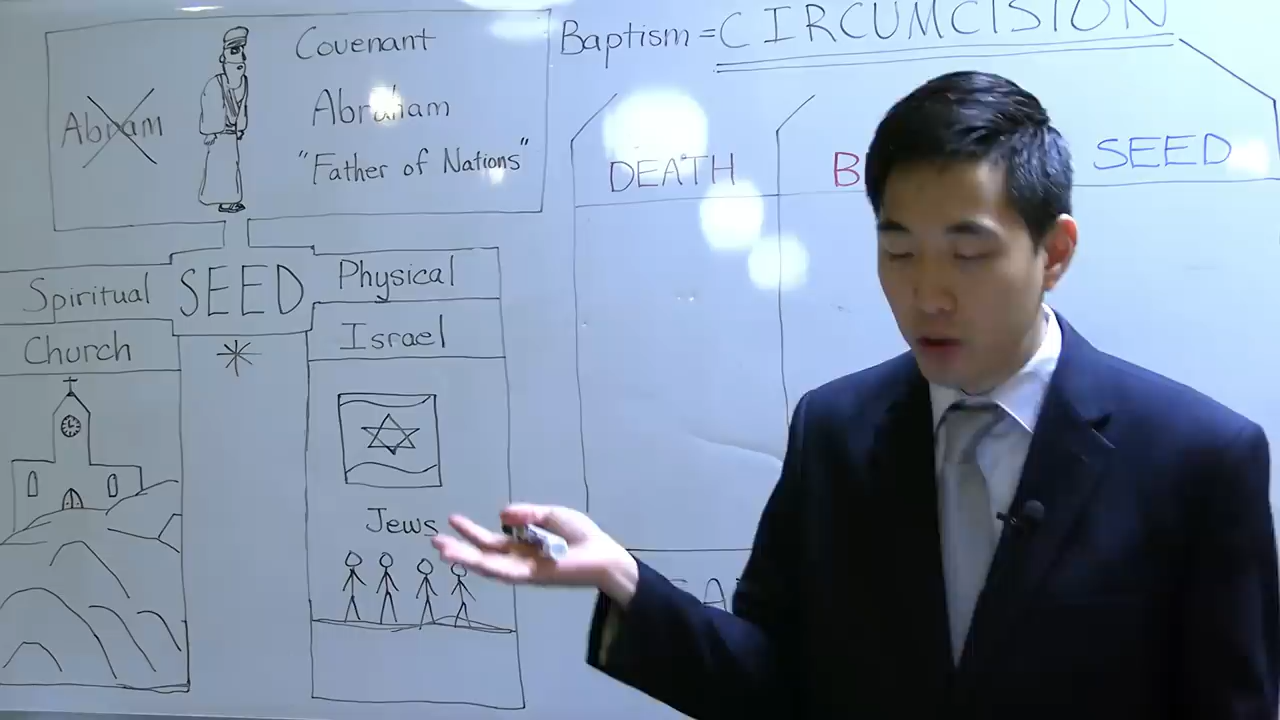 Covenant
Abram
Abraham
"Father of Nations"
Spiritual
SEED
Physical
Church
Israel
Jews
Baptism = CIRCUMCISION
DEATH
SEED